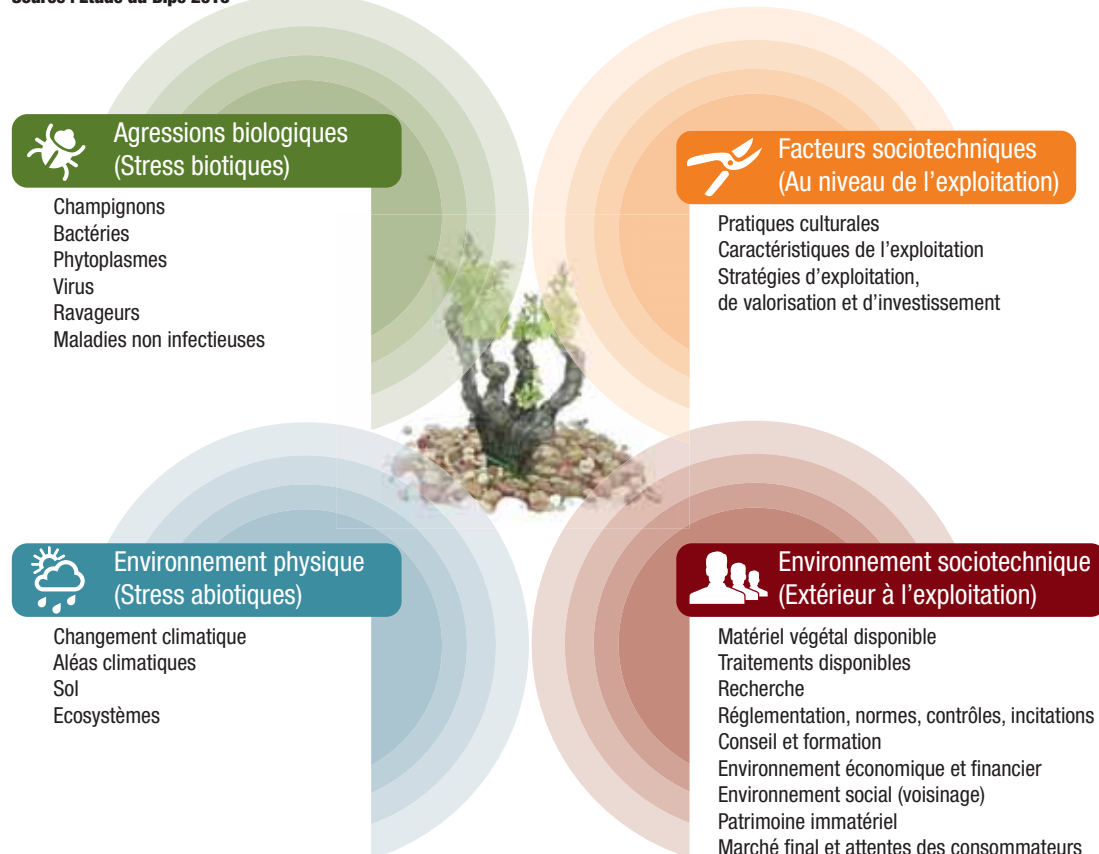 Agressions biologiques
(Stress biotiques)
Champignons
Bactéries
Phytoplasmes
Virus
Ravageurs
Maladies non infectieuses
Facteurs sociotechniques
(Au niveau de l’exploitation)
Pratiques culturales
Caractéristiques de l’exploitation
Stratégies d’exploitation,
de valorisation et d’investissement
Environnement physique
(Stress abiotiques)
Changement climatique
Aléas climatiques
Sol
Ecosystèmes
Environnement sociotechnique
(Extérieur à l’exploitation)
Matériel végétal disponible
Traitements disponibles
Recherche
Réglementation, normes, contrôles, incitations
Conseil et formation
Environnement économique et financier
Environnement social (voisinage)
Patrimoine immatériel
Marché final et attentes des consommateurs